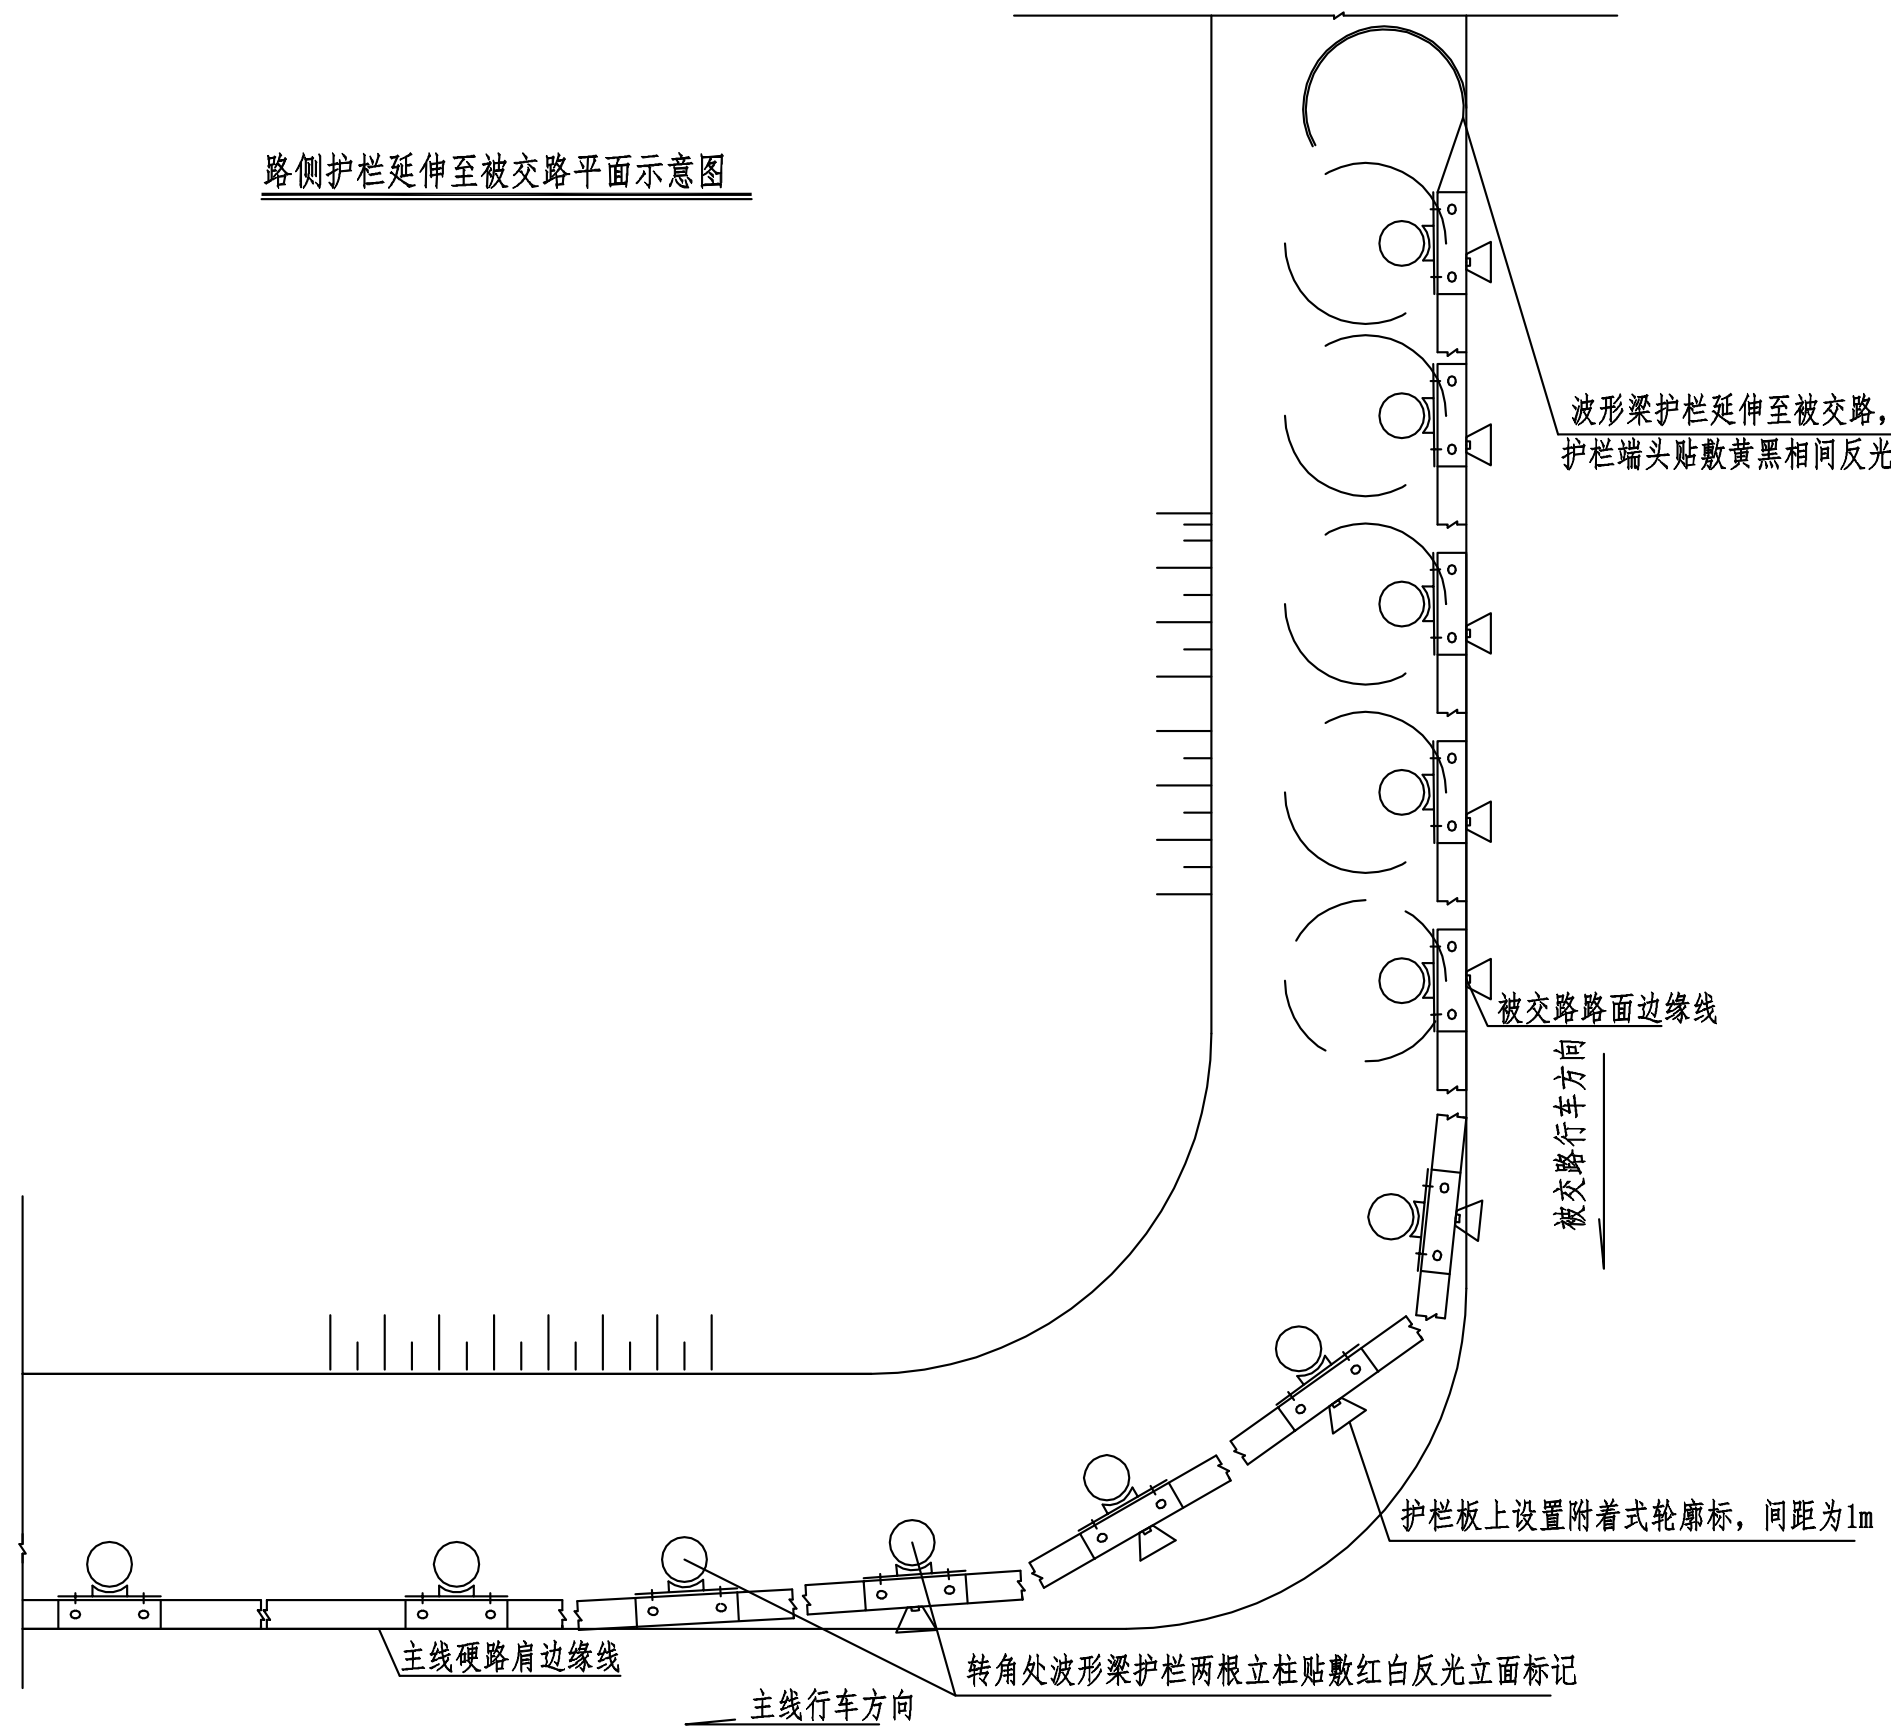 路侧护栏延伸至被交路平面示意图
波形梁护栏延伸至被交路，
护栏端头贴敷黄黑相间反光
被交路路面边缘线
被交路行车方向
护栏板上设置附着式轮廓标，间距为1m
主线硬路肩边缘线
转角处波形梁护栏两根立柱贴敷红白反光立面标记
主线行车方向